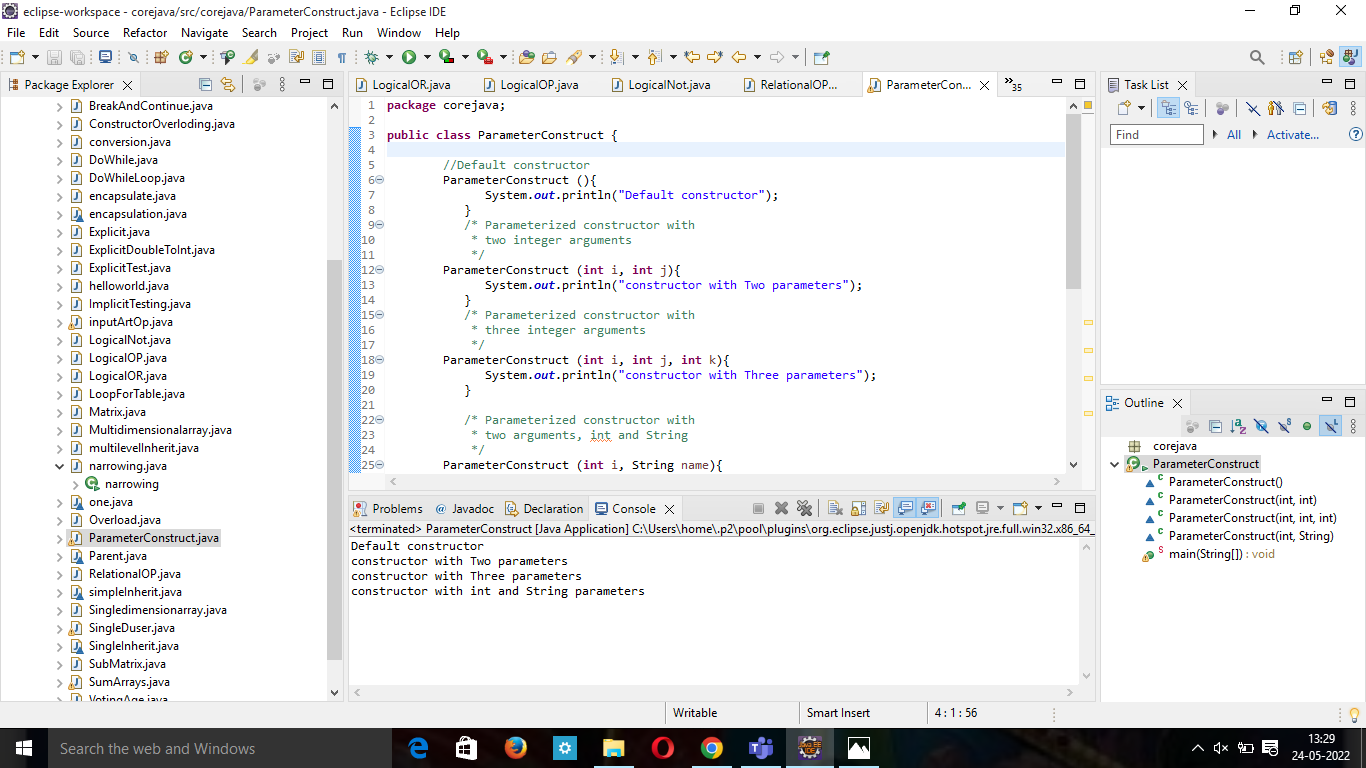 eclipse-workspace - corejava/src/corejava/ParameterConstruct.java - Eclipse IDE
File Edit Source Refactor Navigate Search Project Run Window Help
Package Explorer
BreakAndContinue.java
ConstructorOverloding.java
conversion.java
DoWhile.java
DoWhileLoop.java
encapsulate.java
encapsulation.java
Explicit.java
ExplicitDoubleToInt.java
ExplicitTest.java
helloworld.java
ImplicitTesting.java
inputArtOp.java
LogicalNot.java
LogicalOP.java
LogicalOR.java
LoopForTable.java
Matrix.java
Multidimensionalarray.java
multilevelInherit.java
narrowing.java
narrowing
one.java
Overload.java
ParameterConstruct.java
Parent.java
RelationalOP.java
simpleInherit.java
Singledimensionarray.java
SingleDuser.java
SingleInherit.java
SubMatrix.java
SumArrays.java
VotingAge.java
LogicalOR.java LogicalOP.java LogicalNot.java RelationalOP... ParameterCon... »35
1 package corejava;
2
3 public class ParameterConstruct {
4
5 //Default constructor
6 ParameterConstruct (){
7 System.out.println("Default constructor");
8 }
9 /* Parameterized constructor with
10 * two integer arguments
11 */
12 ParameterConstruct (int i, int j){
13 System.out.println("constructor with Two parameters");
14 }
15 /* Parameterized constructor with
16 * three integer arguments
17 */
18 ParameterConstruct (int i, int j, int k){
19 System.out.println("constructor with Three parameters");
20 }
21
22 /* Parameterized constructor with
23 * two arguments, int and String
24 */
25 ParameterConstruct (int i, String name){
Problems @ Javadoc Declaration Console
<terminated> ParameterConstruct [Java Application] C:\Users\home\.p2\pool\plugins\org.eclipse.justj.openjdk.hotspot.jre.full.win32.x86_64_
Default constructor
constructor with Two parameters
constructor with Three parameters
constructor with int and String parameters
Task List
Find All Activate...
Outline
corejava
ParameterConstruct
ParameterConstruct()
ParameterConstruct(int, int)
ParameterConstruct(int, int, int)
ParameterConstruct(int, String)
main(String[]) : void
Writable Smart Insert 4 : 1 : 56
Search the web and Windows
13:29
24-05-2022